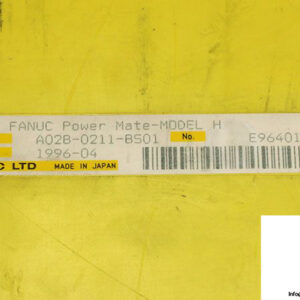 FANUC Power Mate-MODEL H
A02B-0211-B501 No. E96401
1996-04
C LTD MADE IN JAPAN